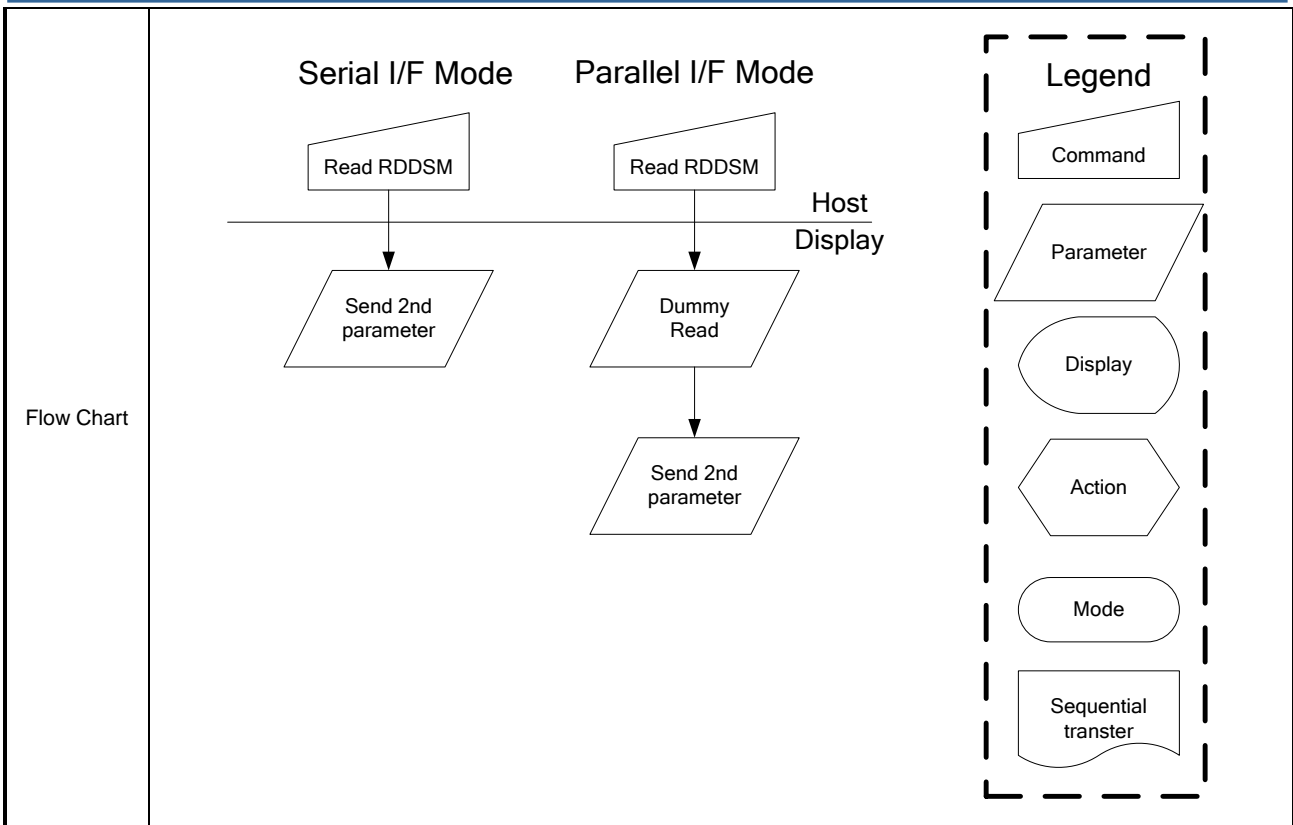 Flow Chart
Serial I/F Mode
Parallel I/F Mode
Read RDDSM
Read RDDSM
Host
Display
Send 2nd
parameter
Dummy
Read
Send 2nd
parameter
Legend
Command
Parameter
Display
Action
Mode
Sequential
transter